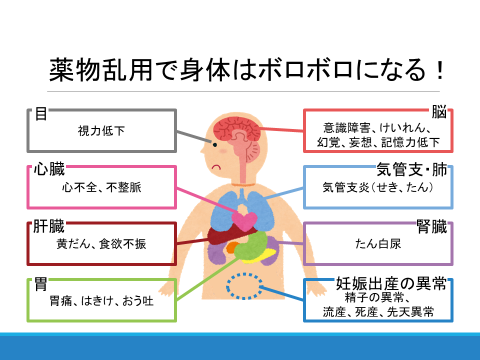 薬物乱用で身体はボロボロになる！
目
視力低下
心臓
心不全、不整脈
肝臓
黄だん、食欲不振
胃
胃痛、はきけ、おう吐
脳
意識障害、けいれん、
幻覚、妄想、記憶力低下
気管支・肺
気管支炎（せき、たん）
腎臓
たん白尿
妊娠出産の異常
精子の異常、
流産、死産、先天異常